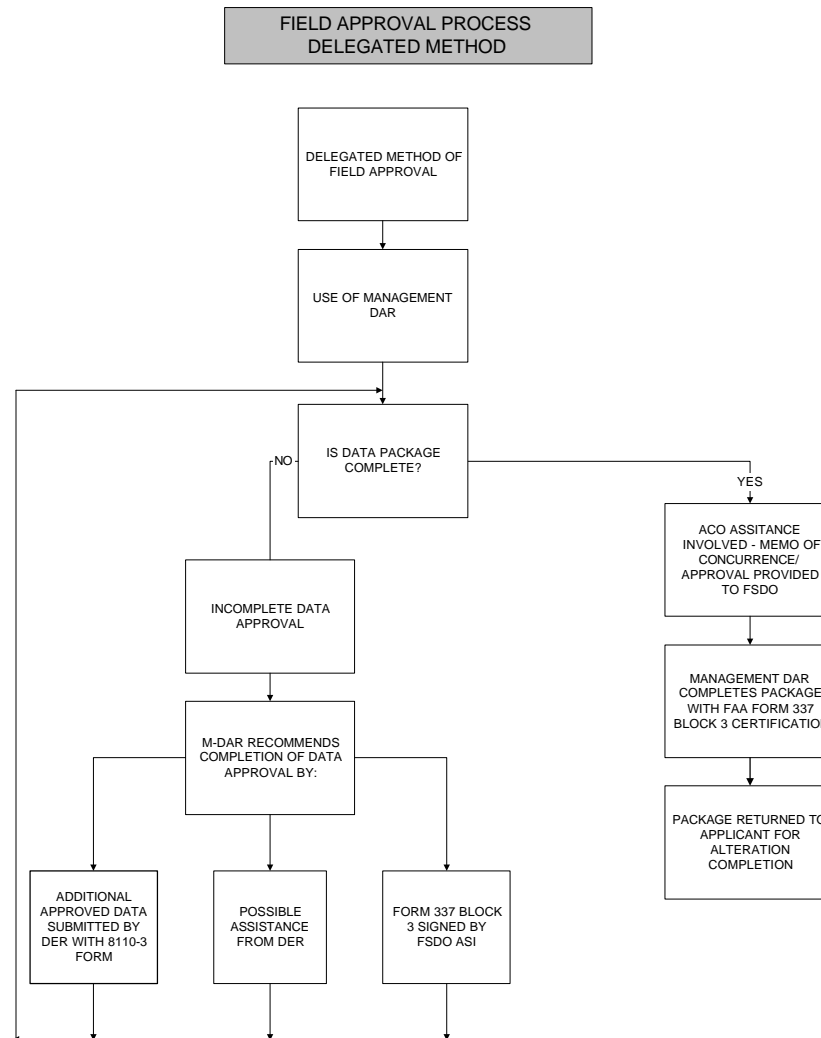 FIELD APPROVAL PROCESS
DELEGATED METHOD
DELEGATED METHOD OF
FIELD APPROVAL
USE OF MANAGEMENT
DAR
IS DATA PACKAGE
COMPLETE?
NO
YES
ACO ASSITANCE
INVOLVED - MEMO OF
CONCURRENCE/
APPROVAL PROVIDED
TO FSDO
INCOMPLETE DATA
APPROVAL
MANAGEMENT DAR
COMPLETES PACKAGE
WITH FAA FORM 337
BLOCK 3 CERTIFICATION
M-DAR RECOMMENDS
COMPLETION OF DATA
APPROVAL BY:
PACKAGE RETURNED TO
APPLICANT FOR
ALTERATION
COMPLETION
ADDITIONAL
APPROVED DATA
SUBMITTED BY
DER WITH 8110-3
FORM
POSSIBLE
ASSISTANCE
FROM DER
FORM 337 BLOCK
3 SIGNED BY
FSDO ASI